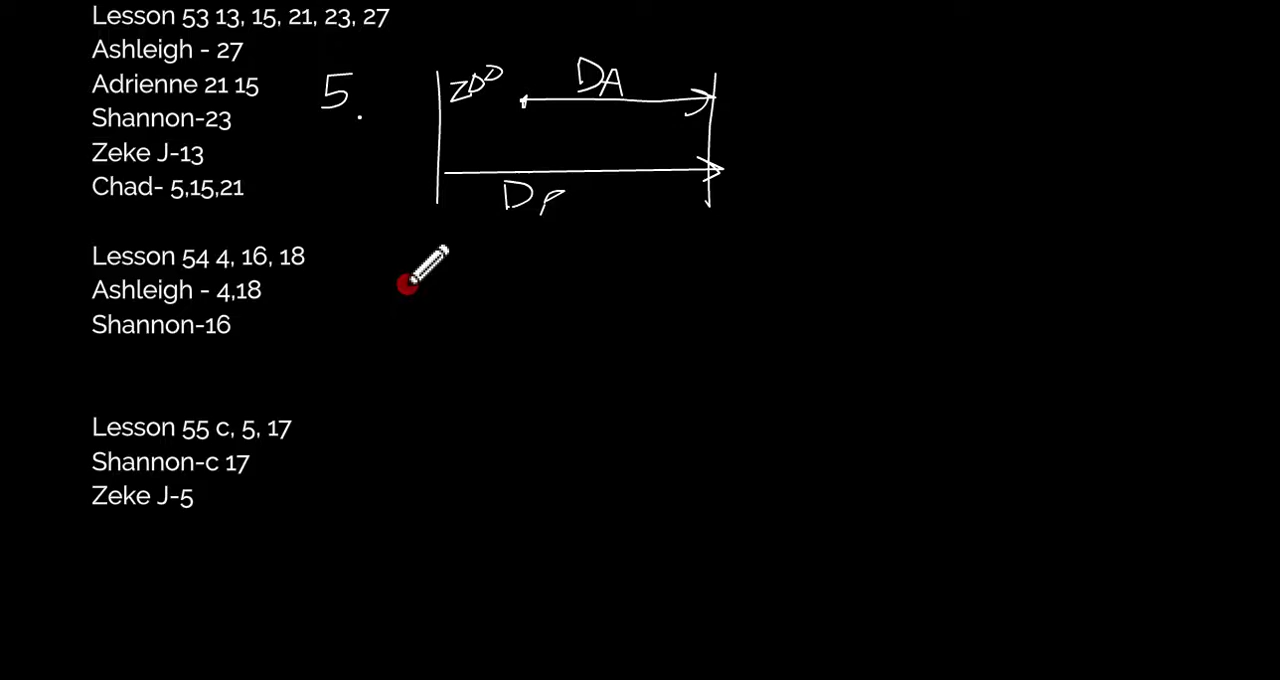 Lesson 53 13, 15, 21, 23, 27
Ashleigh - 27
Adrienne 21 15
Shannon-23
Zeke J-13
Chad- 5,15,21
5.
DA
DP
Lesson 54 4, 16, 18
Ashleigh - 4,18
Shannon-16
Lesson 55 c, 5, 17
Shannon-c 17
Zeke J-5